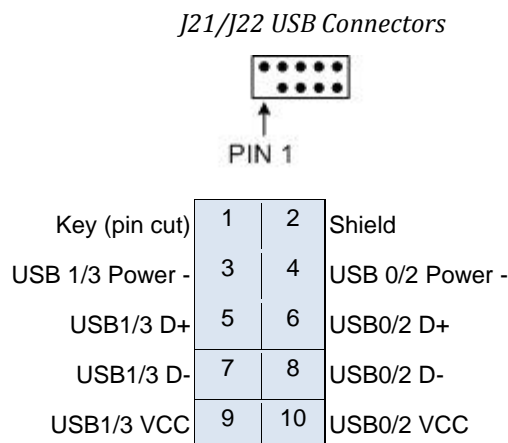 J21/J22 USB Connectors
PIN 1
Key (pin cut) 1 2 Shield
USB 1/3 Power - 3 4 USB 0/2 Power -
USB1/3 D+ 5 6 USB0/2 D+
USB1/3 D- 7 8 USB0/2 D-
USB1/3 VCC 9 10 USB0/2 VCC